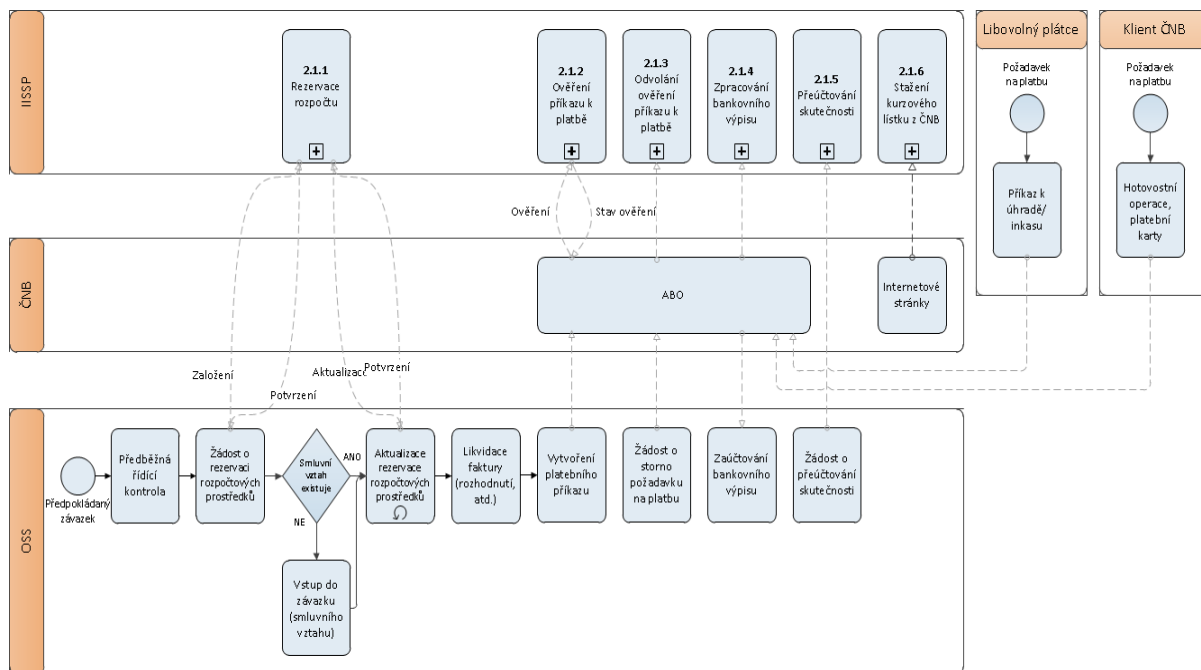 IISSP
2.1.1
Rezervace
rozpočtu
2.1.2
Ověření
příkazu k
platbě
2.1.3
Odvolání
ověření
příkazu k
platbě
2.1.4
Zpracování
bankovního
výpisu
2.1.5
Přeúčtování
skutečnosti
2.1.6
Stažení
kurzového
lístku z ČNB
Libovolný plátce
Požadavek
na platbu
Příkaz k
úhradě/
inkasu
Klient ČNB
Požadavek
na platbu
Hotovostní
operace,
platební
karty
Ověření
Stav ověření
ČNB
ABO
Internetové
stránky
Založení
Potvrzení
Aktualizace
Potvrzení
OSS
Předpokládaný
závazek
Předběžná
řídící
kontrola
Žádost o
rezervaci
rozpočtových
prostředků
Smluvní
vztah
existuje
ANO
NE
Vstup do
závazku
(smluvního
vztahu)
Aktualizace
rezervace
rozpočtových
prostředků
Likvidace
faktury
(rozhodnutí,
atd.)
Vytvoření
platebního
příkazu
Žádost o
storno
požadavku
na platbu
Zaúčtování
bankovního
výpisu
Žádost o
přeúčtování
skutečnosti